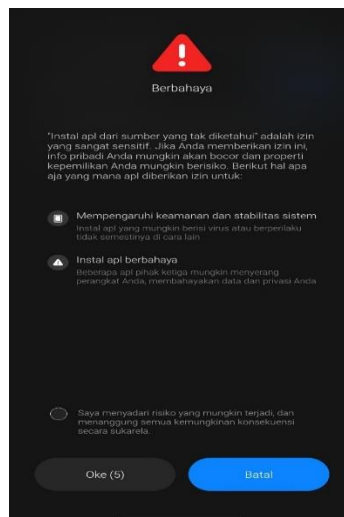 Berbahaya
"Instal apl dari sumber yang tak diketahui" adalah izin
yang sangat sensitif. Jika Anda memberikan izin ini,
info pribadi Anda mungkin akan bocor dan properti
kepemilikan Anda mungkin berisiko. Berikut hal apa
aja yang mana apl diberikan izin untuk:
Mempengaruhi keamanan dan stabilitas sistem
Instal apl yang mungkin berisi virus atau berperilaku
tidak semestinya di cara lain
Instal apl berbahaya
Beberapa apl pihak ketiga mungkin menyerang
perangkat Anda, membahayakan data dan privasi Anda
Saya menyadari risiko yang mungkin terjadi, dan
menanggung semua kemungkinan konsekuensi
secara sukarela.
Oke (5)
Batal